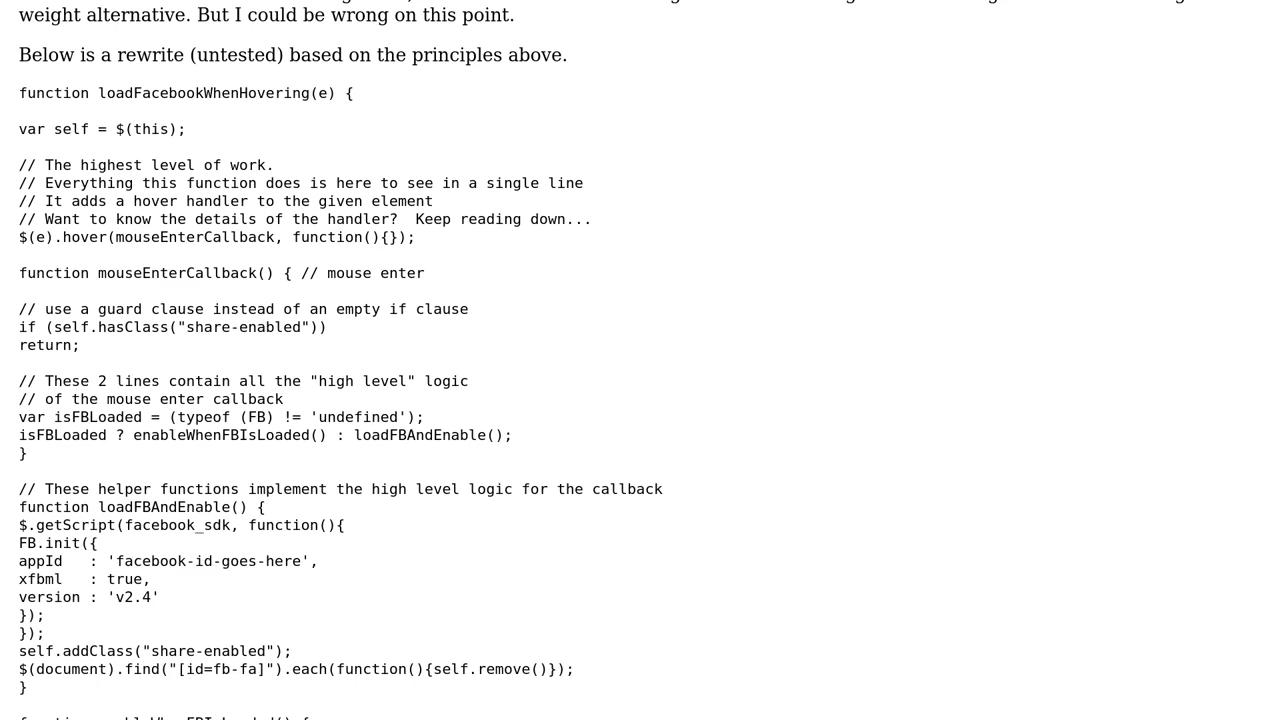 weight alternative. But I could be wrong on this point.
Below is a rewrite (untested) based on the principles above.
function loadFacebookWhenHovering(e) {
var self = $(this);
// The highest level of work.
// Everything this function does is here to see in a single line
// It adds a hover handler to the given element
// Want to know the details of the handler?  Keep reading down...
$(e).hover(mouseEnterCallback, function(){});
function mouseEnterCallback() { // mouse enter
// use a guard clause instead of an empty if clause
if (self.hasClass("share-enabled"))
return;
// These 2 lines contain all the "high level" logic
// of the mouse enter callback
var isFBLoaded = (typeof (FB) != 'undefined');
isFBLoaded ? enableWhenFBIsLoaded() : loadFBAndEnable();
}
// These helper functions implement the high level logic for the callback
function loadFBAndEnable() {
$.getScript(facebook_sdk, function(){
FB.init({
appId   : 'facebook-id-goes-here',
xfbml   : true,
version : 'v2.4'
});
});
self.addClass("share-enabled");
$(document).find("[id=fb-fa]").each(function(){self.remove()});
}